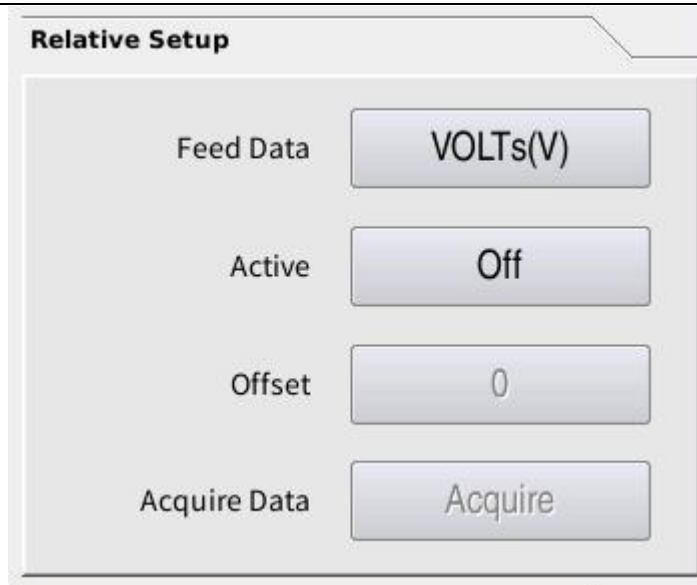 Relative Setup
Feed Data VOLTs(V)
Active Off
Offset 0
Acquire Data Acquire